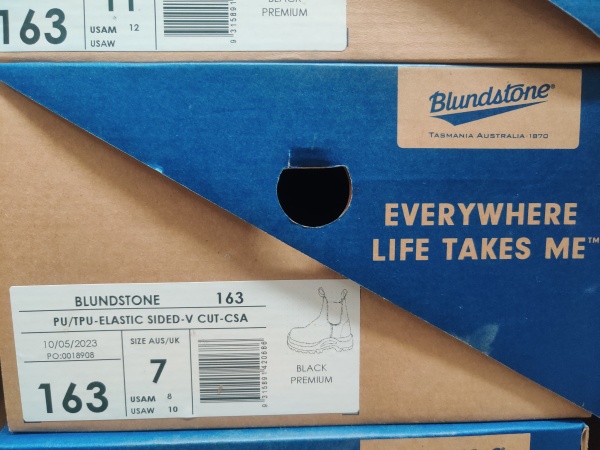 163
11
USAM 12
USAW
PREMIUM
Blundstone®
TASMANIA AUSTRALIA 1870
EVERYWHERE
LIFE TAKES ME™
BLUNDSTONE 163
PU/TPU-ELASTIC SIDED-V CUT-CSA
10/05/2023
PO:0018908
SIZE AUS/UK
7
163
USAM 8
USAW 10
BLACK
PREMIUM